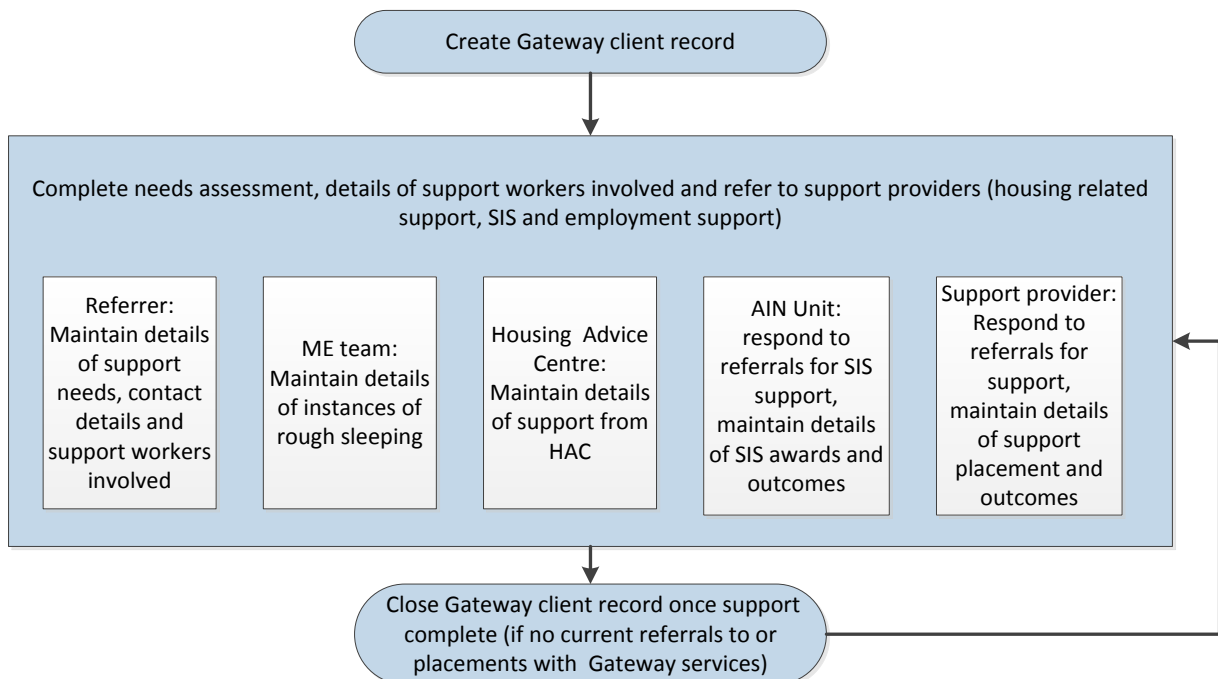 Create Gateway client record
Complete needs assessment, details of support workers involved and refer to support providers (housing related
support, SIS and employment support)
Referrer:
Maintain details
of support
needs, contact
details and
support workers
involved
ME team:
Maintain details
of instances of
rough sleeping
Housing Advice
Centre:
Maintain details
of support from
HAC
AIN Unit:
respond to
referrals for SIS
support,
maintain details
of SIS awards and
outcomes
Support provider:
Respond to
referrals for
support,
maintain details
of support
placement and
outcomes
Close Gateway client record once support
complete (if no current referrals to or
placements with Gateway services)